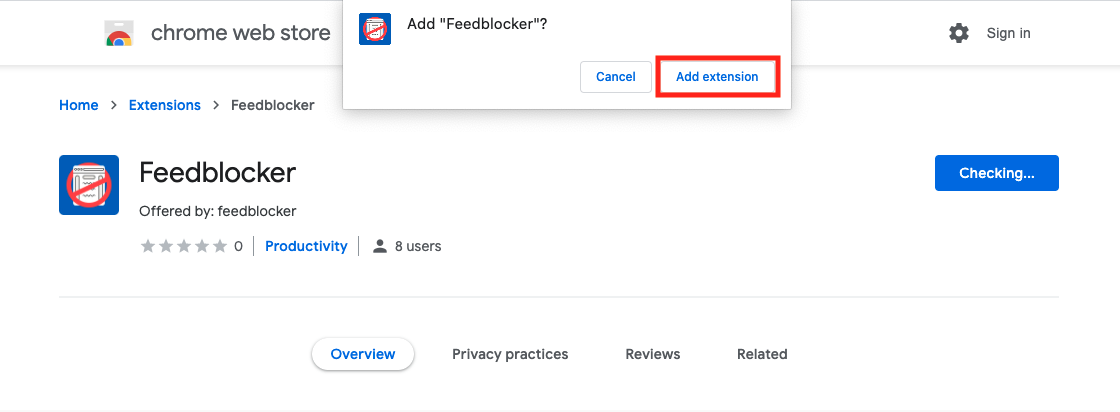 Add "Feedblocker"?
Cancel Add extension
chrome web store
Sign in
Home > Extensions > Feedblocker
Feedblocker
Checking...
Offered by: feedblocker
0 Productivity 8 users
Overview Privacy practices Reviews Related